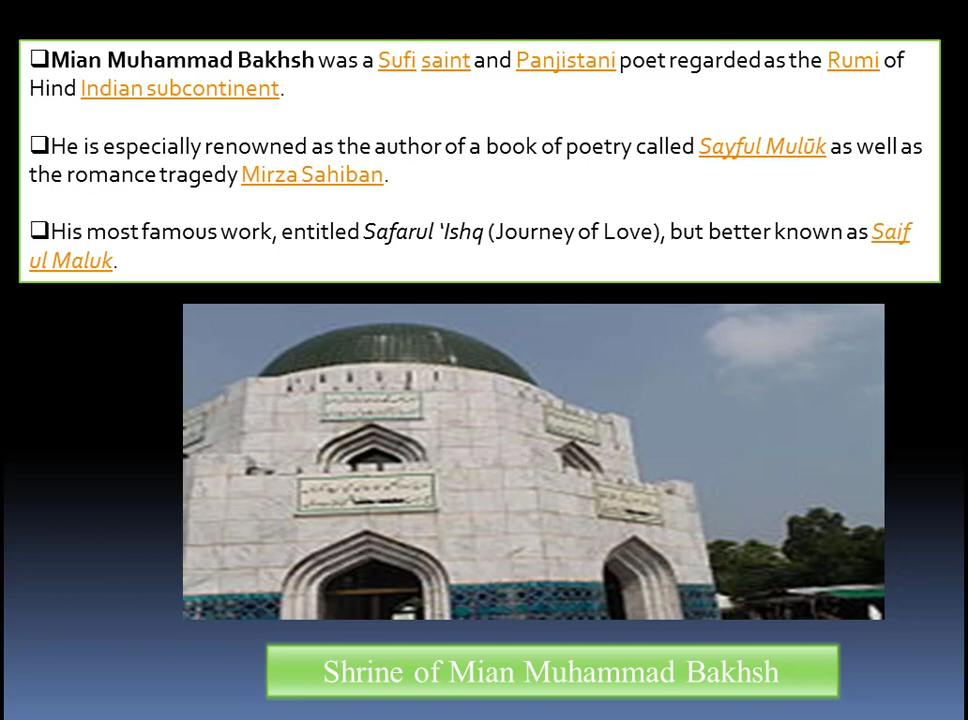 ❑Mian Muhammad Bakhsh was a Sufi saint and Panjistani poet regarded as the Rumi of
Hind Indian subcontinent.
❑He is especially renowned as the author of a book of poetry called Sayful Mulūk as well as
the romance tragedy Mirza Sahiban.
❑His most famous work, entitled Safarul ‘Ishq (Journey of Love), but better known as Saif
ul Maluk.
Shrine of Mian Muhammad Bakhsh